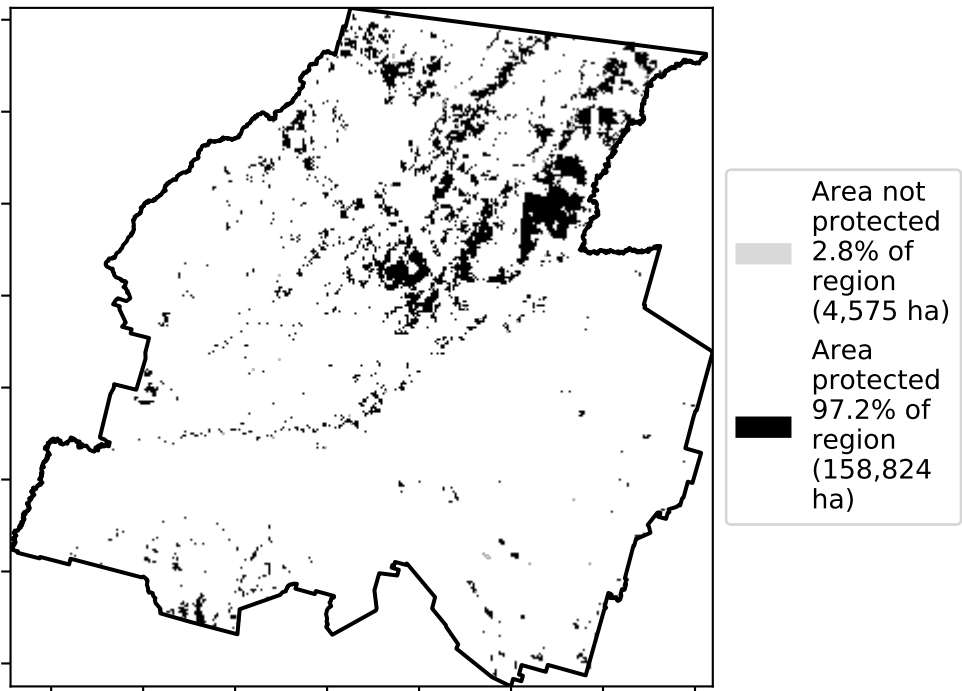 Area not
protected
2.8% of
region
(4,575 ha)
Area
protected
97.2% of
region
(158,824
ha)